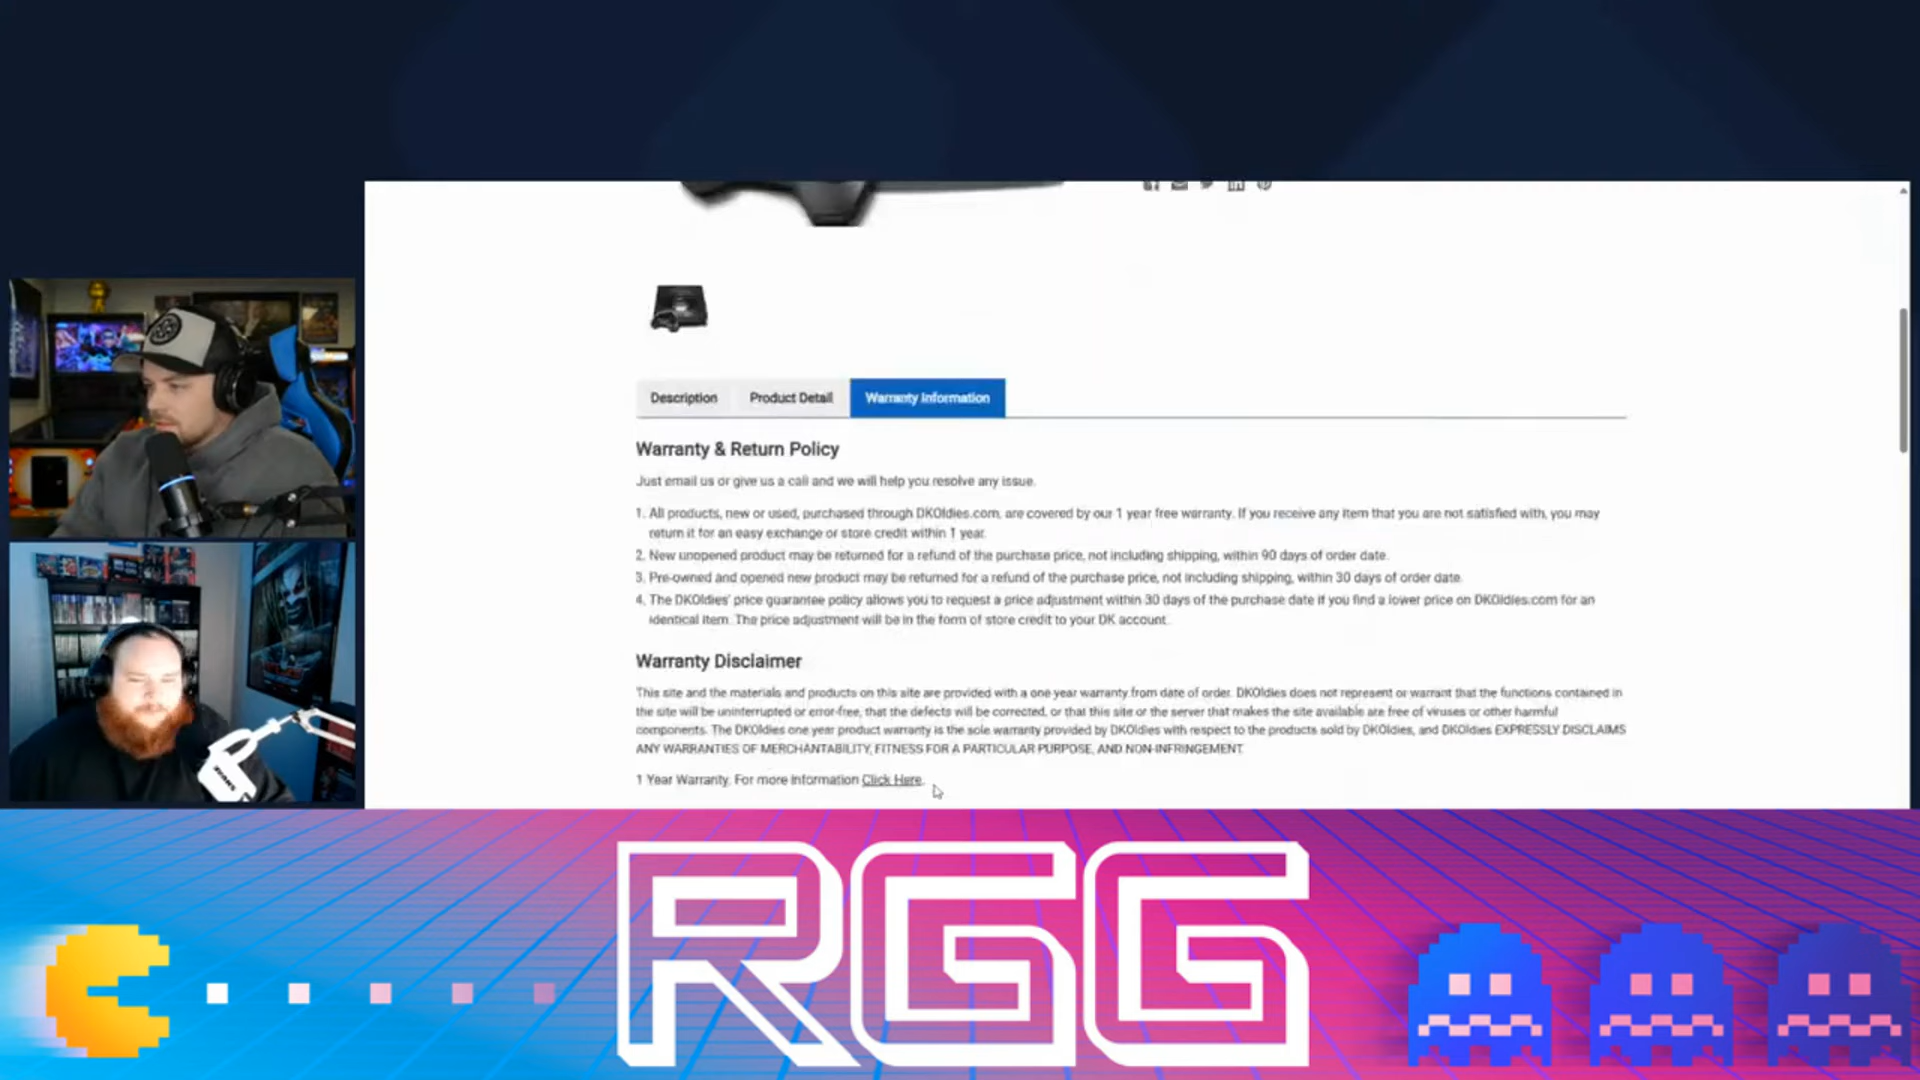 Description Product Detail Warranty Information
Warranty & Return Policy
Just email us or give us a call and we will help you resolve any issue.
1. All products, new or used, purchased through DKOldies.com, are covered by our 1 year free warranty. If you receive any item that you are not satisfied with, you may
return it for an easy exchange or store credit within 1 year.
2. New unopened product may be returned for a refund of the purchase price, not including shipping, within 90 days of order date.
3. Pre-owned and opened new product may be returned for a refund of the purchase price, not including shipping, within 30 days of order date.
4. The DKOldies' price guarantee policy allows you to request a price adjustment within 30 days of the purchase date if you find a lower price on DKOldies.com for an
identical item. The price adjustment will be in the form of store credit to your DK account.
Warranty Disclaimer
This site and the materials and products on this site are provided with a one year warranty from date of order. DKOldies does not represent or warrant that the functions contained in
the site will be uninterrupted or error-free, that the defects will be corrected, or that this site or the server that makes the site available are free of viruses or other harmful
components. The DKOldies one year product warranty is the sole warranty provided by DKOldies with respect to the products sold by DKOldies, and DKOldies EXPRESSLY DISCLAIMS
ANY WARRANTIES OF MERCHANTABILITY, FITNESS FOR A PARTICULAR PURPOSE, AND NON-INFRINGEMENT.
1 Year Warranty. For more information Click Here.
RGG